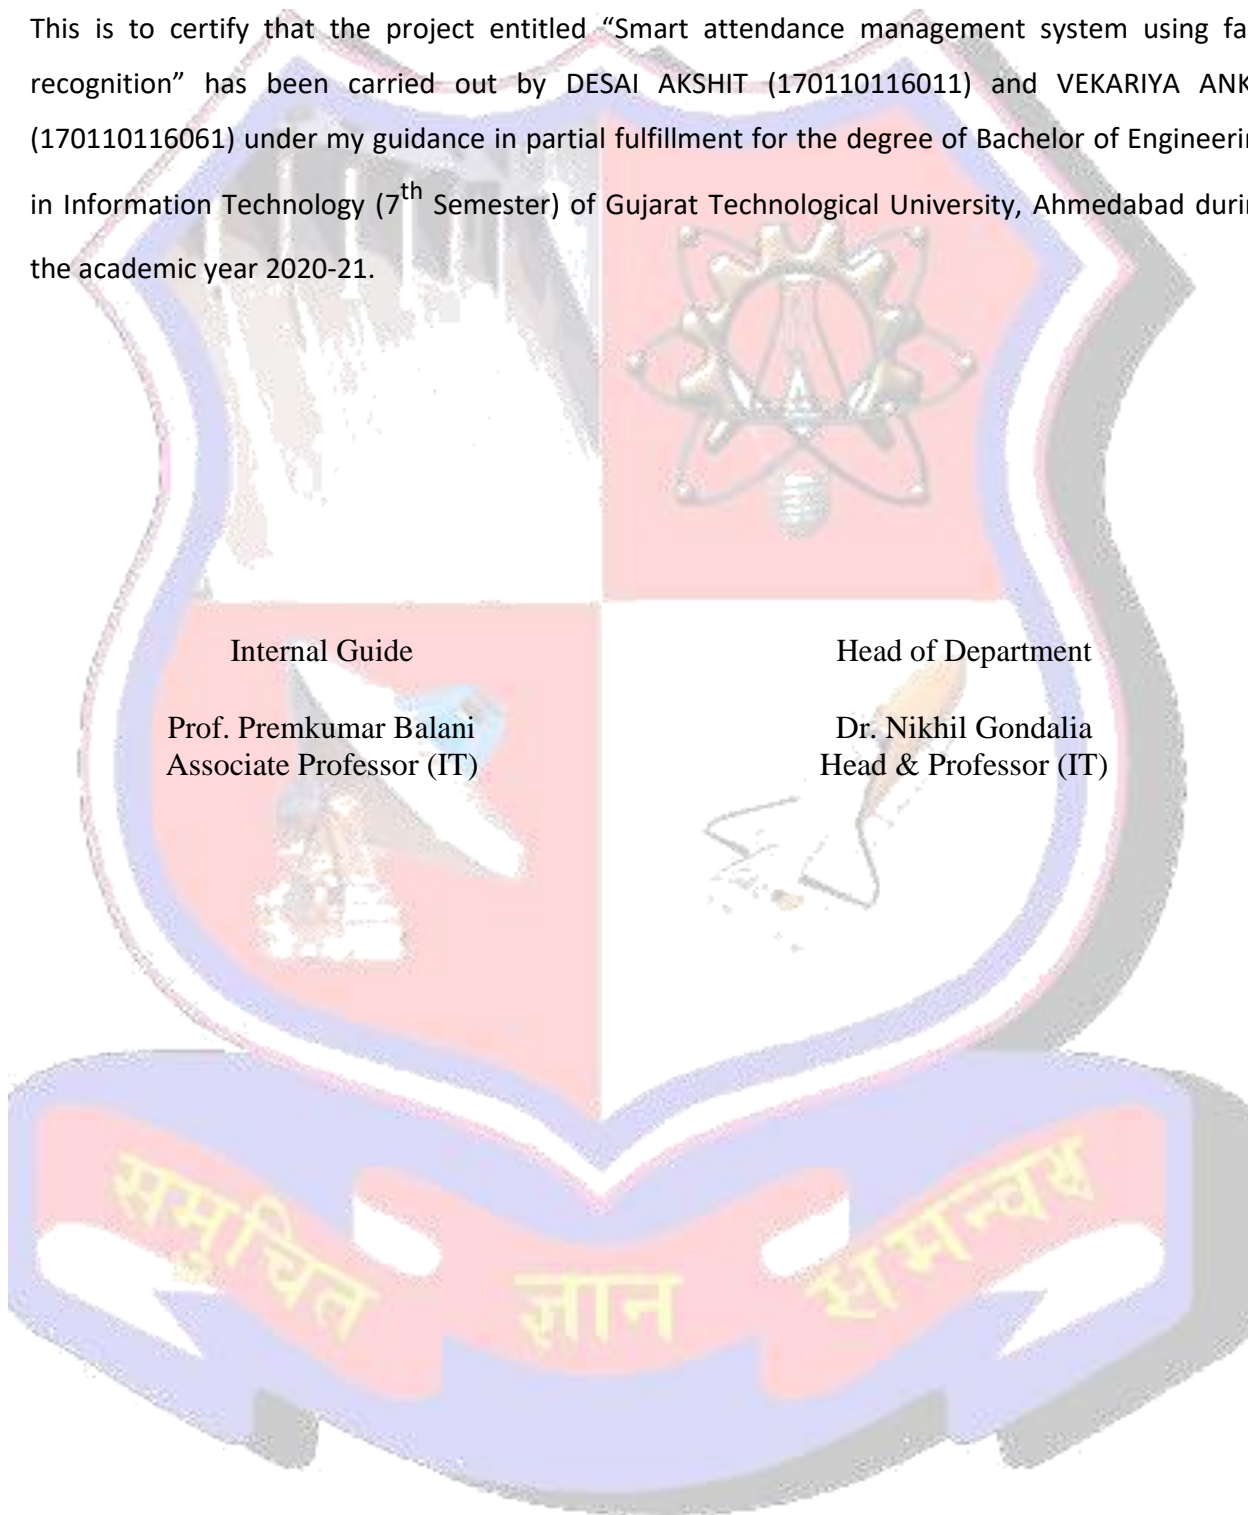 This is to certify that the project entitled “Smart attendance management system using fa
recognition” has been carried out by DESAI AKSHIT (170110116011) and VEKARIYA ANK
(170110116061) under my guidance in partial fulfillment for the degree of Bachelor of Engineerin
in Information Technology (7th Semester) of Gujarat Technological University, Ahmedabad durin
the academic year 2020-21.
Internal Guide Head of Department
Prof. Premkumar Balani Dr. Nikhil Gondalia
Associate Professor (IT) Head & Professor (IT)
समुचित ज्ञान समन्वय